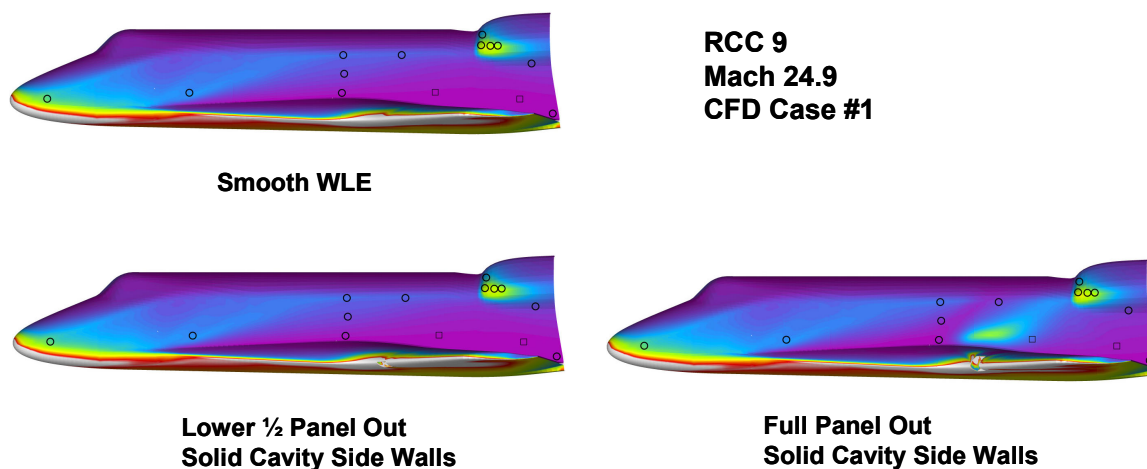 RCC 9
Mach 24.9
CFD Case #1
Smooth WLE
Lower ½ Panel Out
Solid Cavity Side Walls
Full Panel Out
Solid Cavity Side Walls